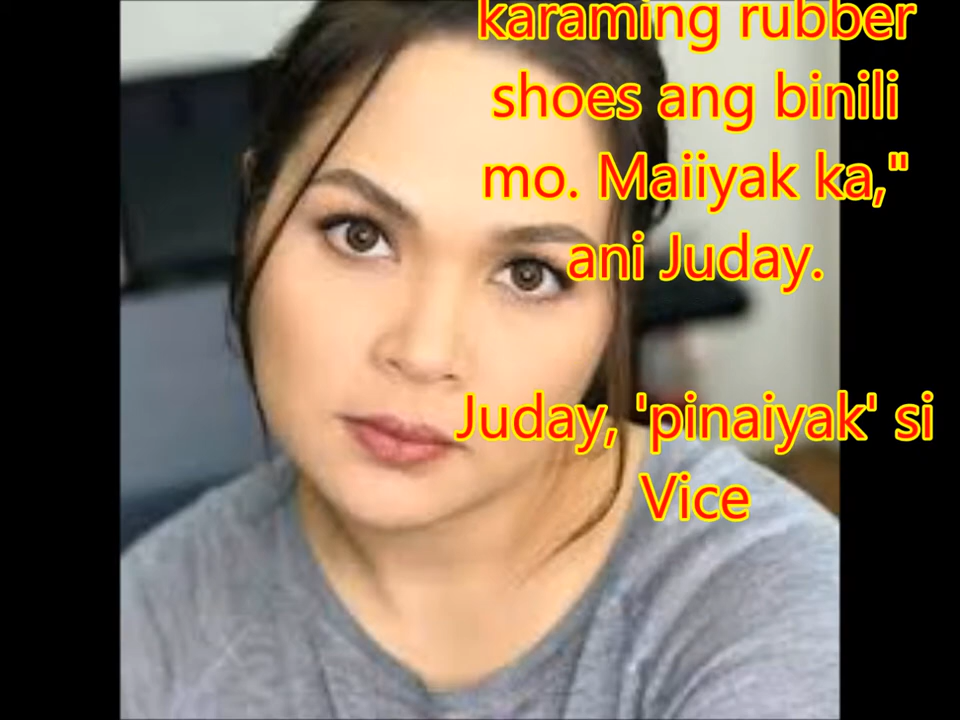 karaming rubber
shoes ang binili
mo. Maiiyak ka,"
ani Juday.
Juday, 'pinaiyak' si
Vice